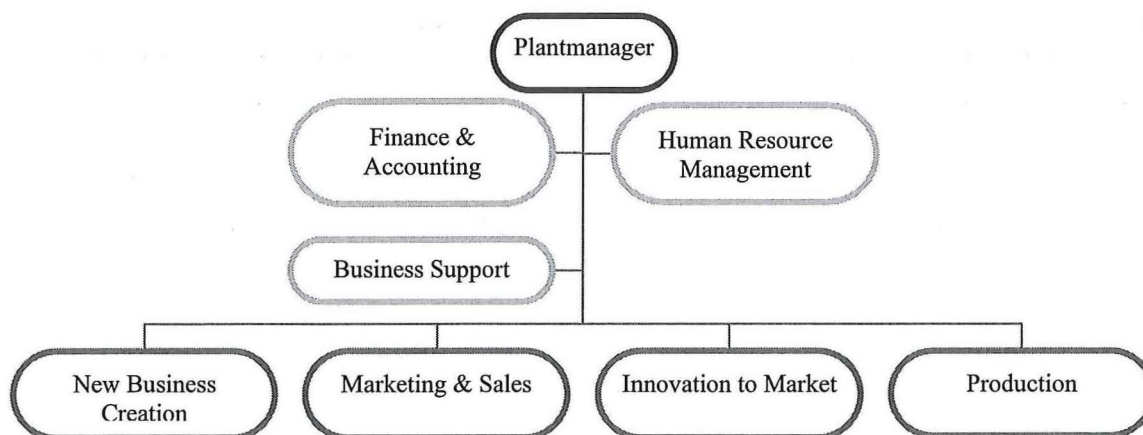 Plantmanager
Finance &
Accounting
Human Resource
Management
Business Support
New Business
Creation
Marketing & Sales
Innovation to Market
Production